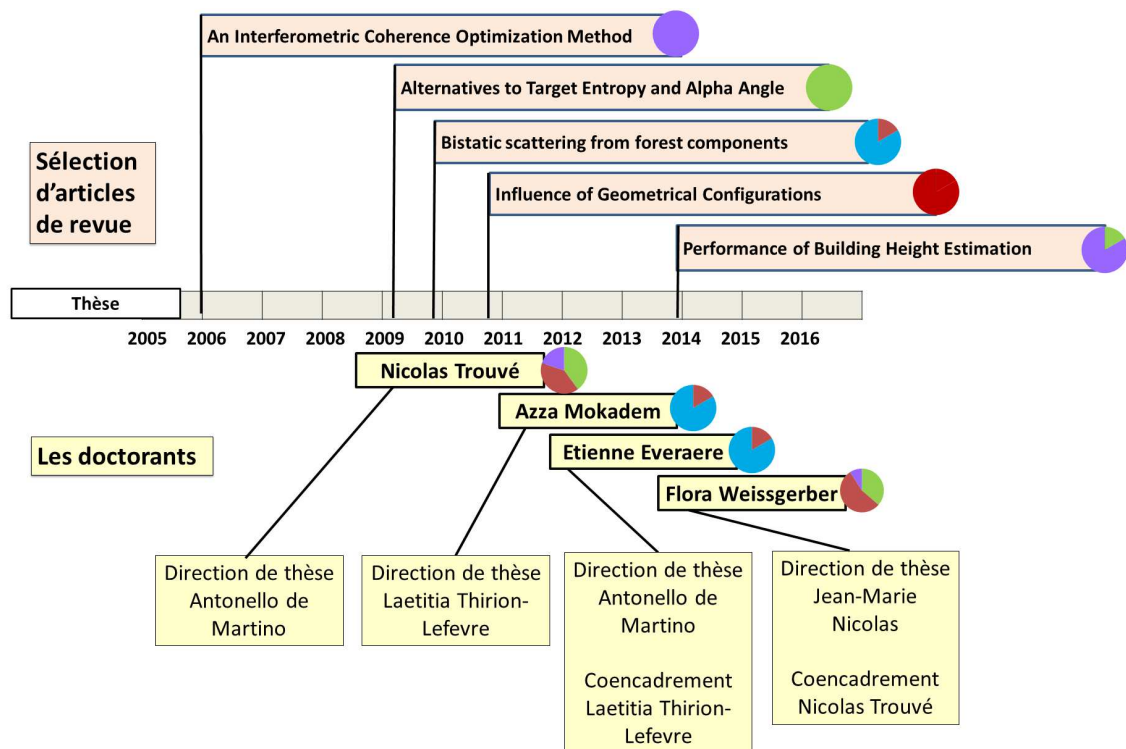 An Interferometric Coherence Optimization Method
Alternatives to Target Entropy and Alpha Angle
Bistatic scattering from forest components
Sélection
d'articles
de revue
Influence of Geometrical Configurations
Performance of Building Height Estimation
Thèse
2005 2006 2007 2008 2009 2010 2011 2012 2013 2014 2015 2016
Nicolas Trouvé
Azza Mokadem
Etienne Everaere
Les doctorants
Flora Weissgerber
Direction de thèse
Antonello de
Martino
Direction de thèse
Laetitia Thirion-
Lefevre
Direction de thèse
Antonello de
Martino
Coencadrement
Laetitia Thirion-
Lefevre
Direction de thèse
Jean-Marie
Nicolas
Coencadrement
Nicolas Trouvé